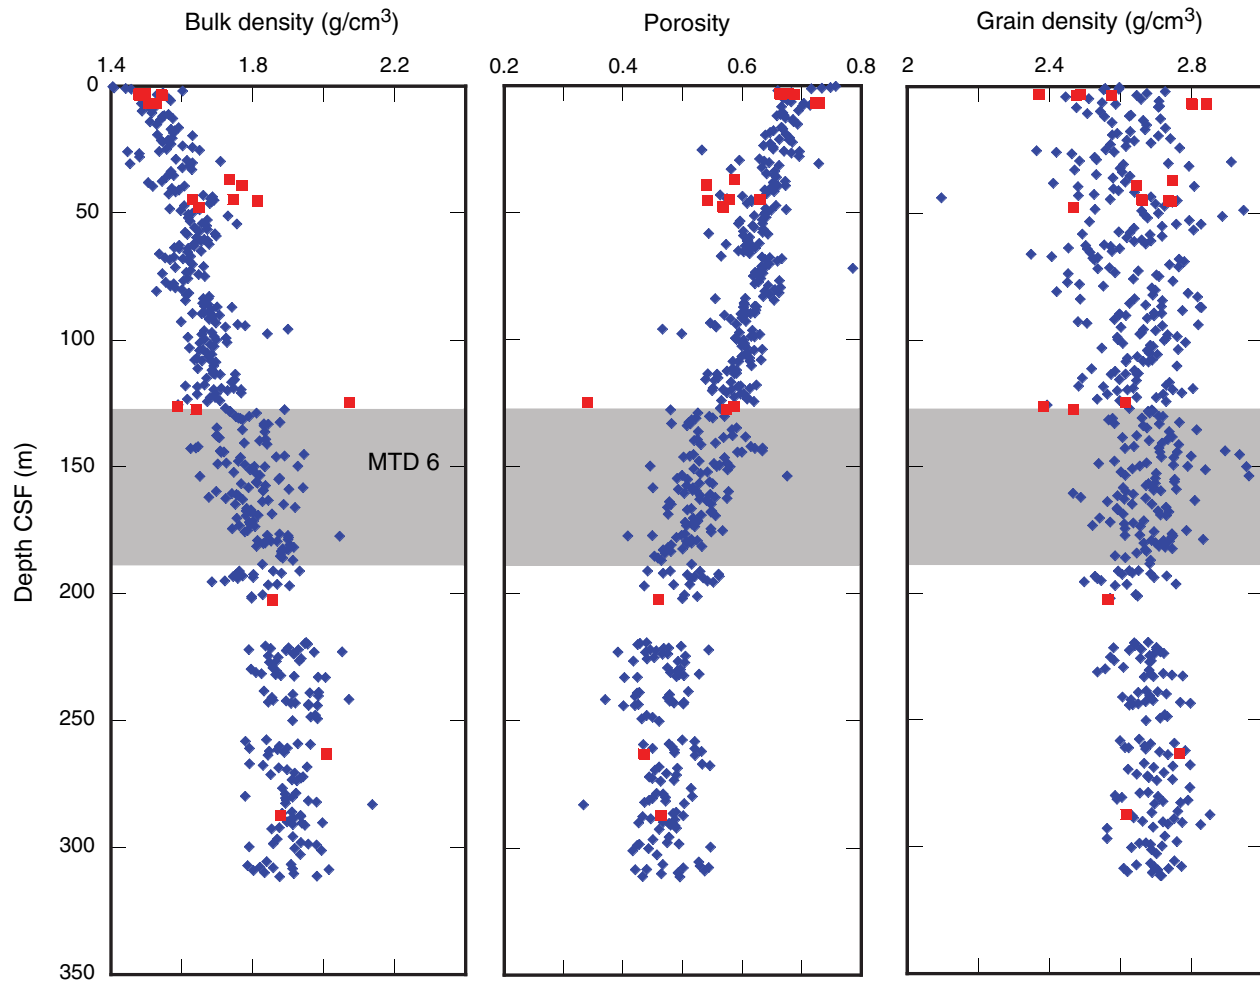 Bulk density (g/cm3)
Porosity
Grain density (g/cm3)
1.4 1.8 2.2
0.2 0.4 0.6 0.8
2 2.4 2.8
0
50
100
150
200
250
300
350
Depth CSF (m)
MTD 6